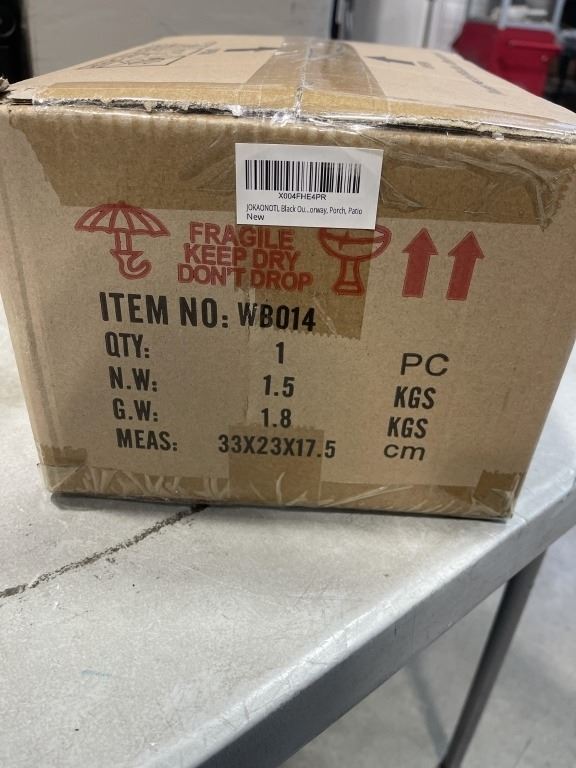 X004FHE4PR
JOKAONOTI, Black Ou...orway, Porch, Patio
New
FRAGILE
KEEP DRY
DON'T DROP
ITEM NO: WB014
QTY: 1 PC
N.W: 1.5 KGS
G.W: 1.8 KGS
MEAS: 33X23X17.5 cm